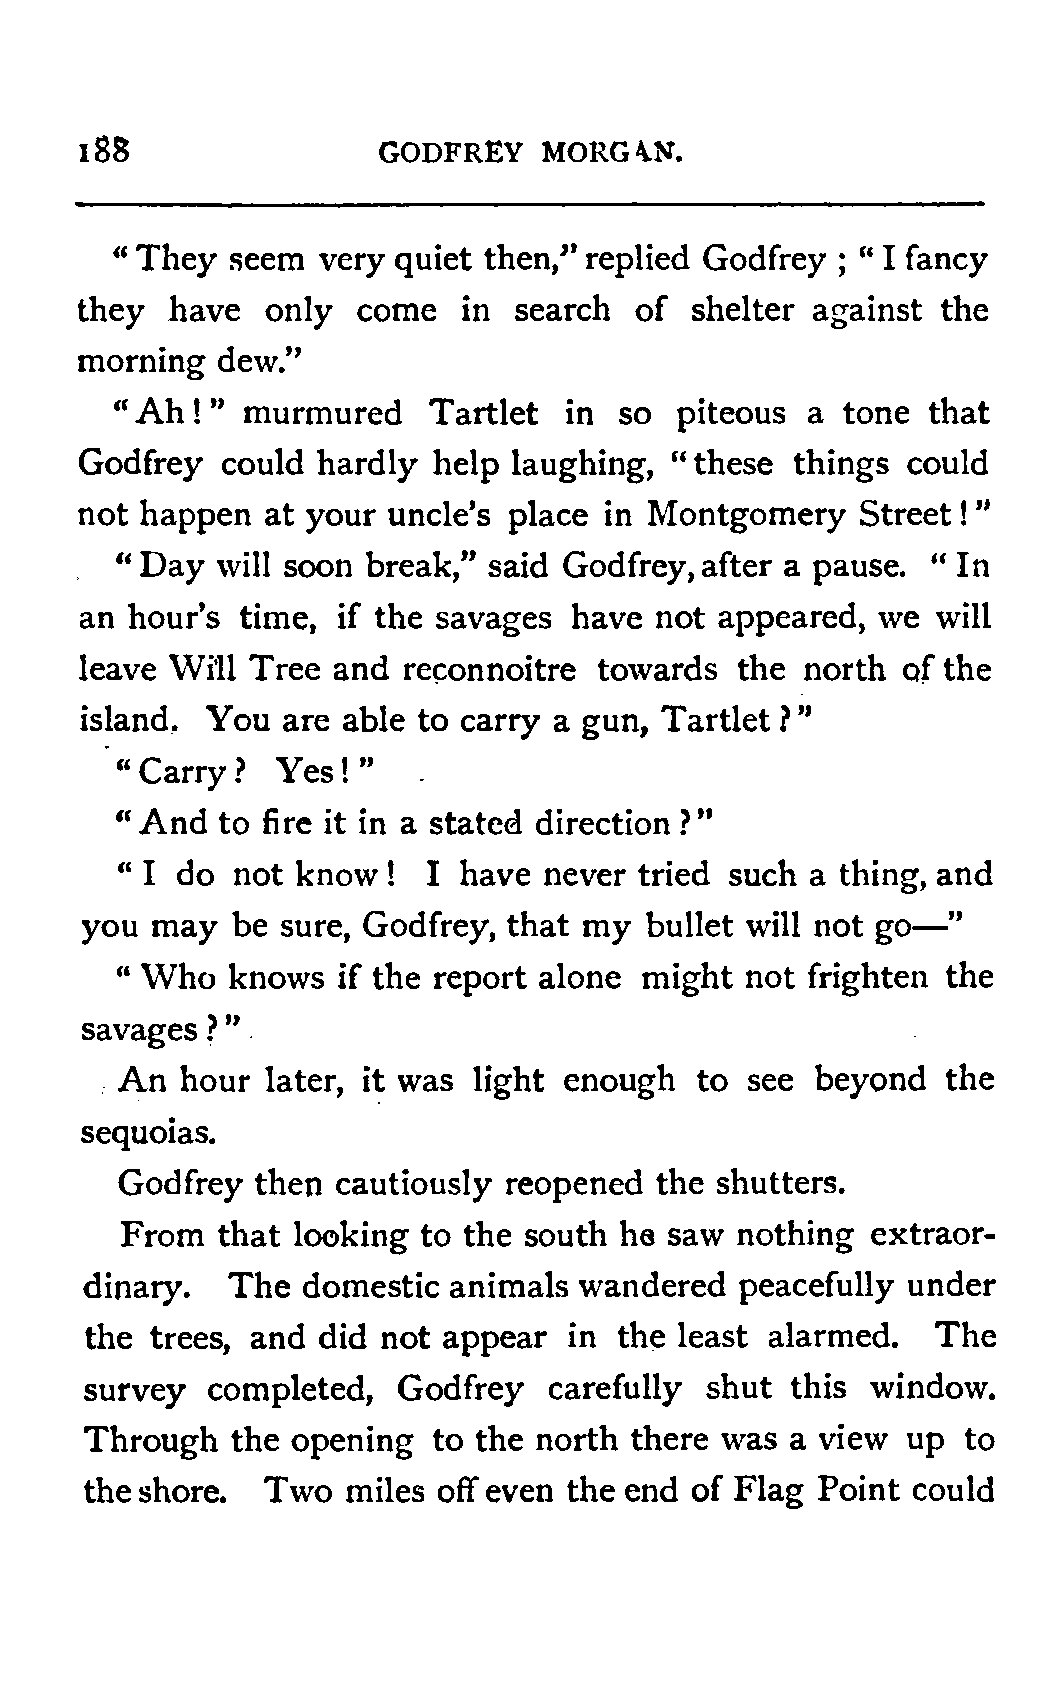 188 GODFREY MORGAN.
“ They seem very quiet then,” replied Godfrey ; “ I fancy
they have only come in search of shelter against the
morning dew.”
“ Ah ! ” murmured Tartlet in so piteous a tone that
Godfrey could hardly help laughing, “ these things could
not happen at your uncle’s place in Montgomery Street ! ”
“ Day will soon break,” said Godfrey, after a pause. “ In
an hour’s time, if the savages have not appeared, we will
leave Will Tree and reconnoitre towards the north of the
island. You are able to carry a gun, Tartlet ? ”
“ Carry ? Yes ! ”
“ And to fire it in a stated direction ? ”
“ I do not know ! I have never tried such a thing, and
you may be sure, Godfrey, that my bullet will not go—”
“ Who knows if the report alone might not frighten the
savages ? ”
An hour later, it was light enough to see beyond the
sequoias.
Godfrey then cautiously reopened the shutters.
From that looking to the south he saw nothing extraor-
dinary. The domestic animals wandered peacefully under
the trees, and did not appear in the least alarmed. The
survey completed, Godfrey carefully shut this window.
Through the opening to the north there was a view up to
the shore. Two miles off even the end of Flag Point could